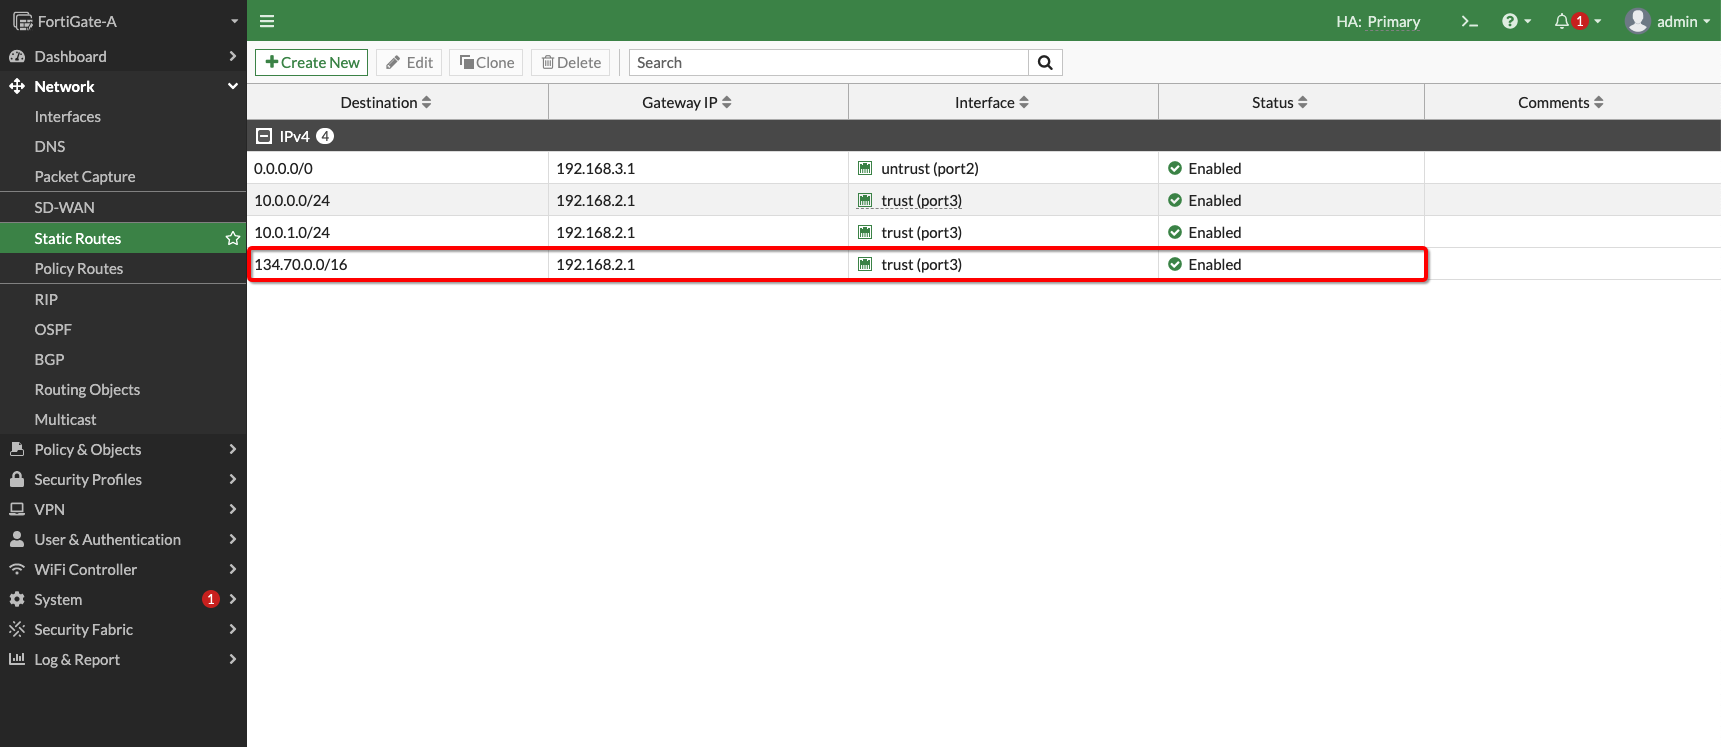 FortiGate-A
HA: Primary
>_
?
1
admin
Dashboard
Network
Interfaces
DNS
Packet Capture
SD-WAN
Static Routes
Policy Routes
RIP
OSPF
BGP
Routing Objects
Multicast
Policy & Objects
Security Profiles
VPN
User & Authentication
WiFi Controller
System 1
Security Fabric
Log & Report
+Create New Edit Clone Delete Search
Destination Gateway IP Interface Status Comments
IPv4 4
0.0.0.0/0 192.168.3.1 untrust (port2) Enabled
10.0.0.0/24 192.168.2.1 trust (port3) Enabled
10.0.1.0/24 192.168.2.1 trust (port3) Enabled
134.70.0.0/16 192.168.2.1 trust (port3) Enabled